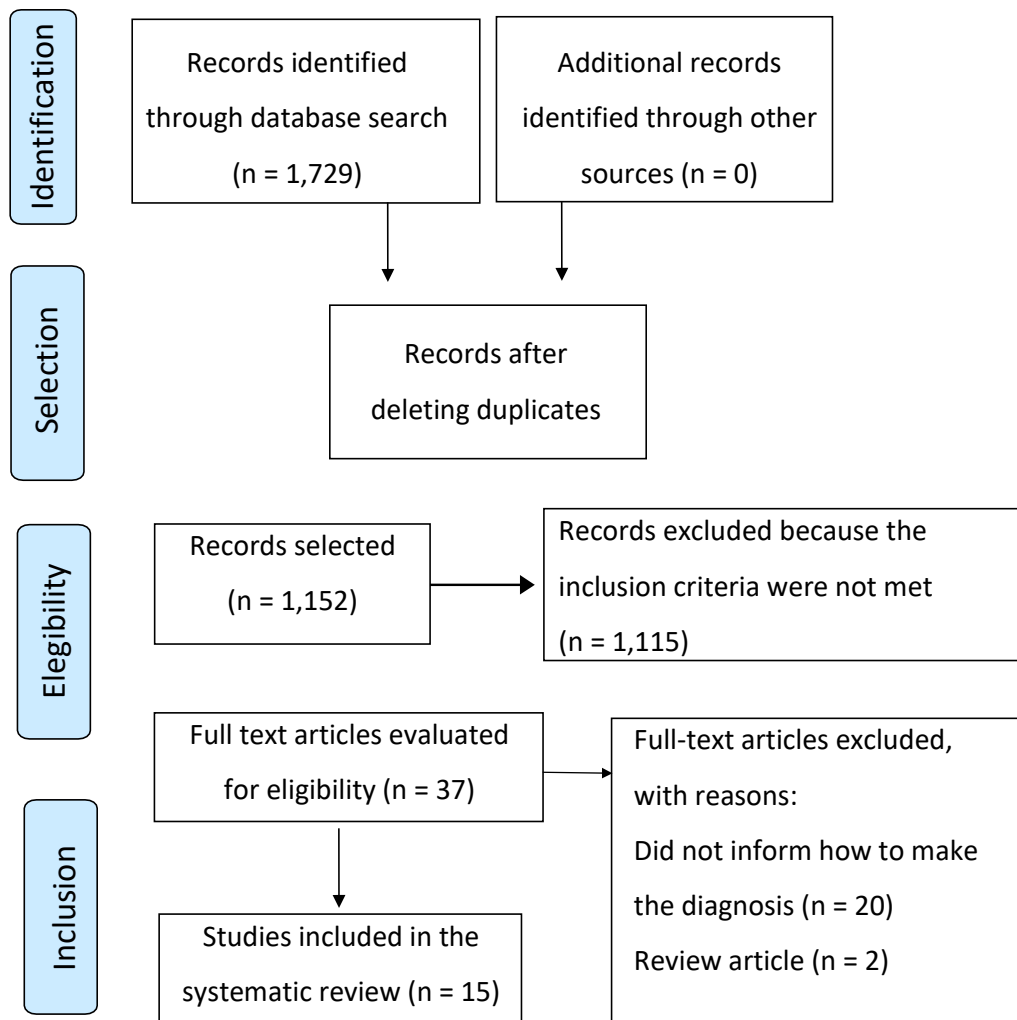 Identification
Records identified
through database search
(n = 1,729)
Additional records
identified through other
sources (n = 0)
Selection
Records after
deleting duplicates
Elegibility
Records selected
(n = 1,152)
Records excluded because the
inclusion criteria were not met
(n = 1,115)
Full text articles evaluated
for eligibility (n = 37)
Full-text articles excluded,
with reasons:
Did not inform how to make
the diagnosis (n = 20)
Review article (n = 2)
Inclusion
Studies included in the
systematic review (n = 15)